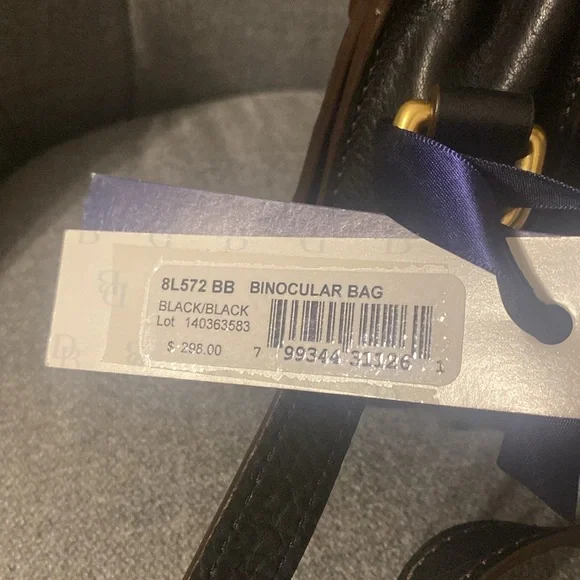 8L572 BB BINOCULAR BAG
BLACK/BLACK
Lot 140363583
$ 298.00
7 99344 31126 1